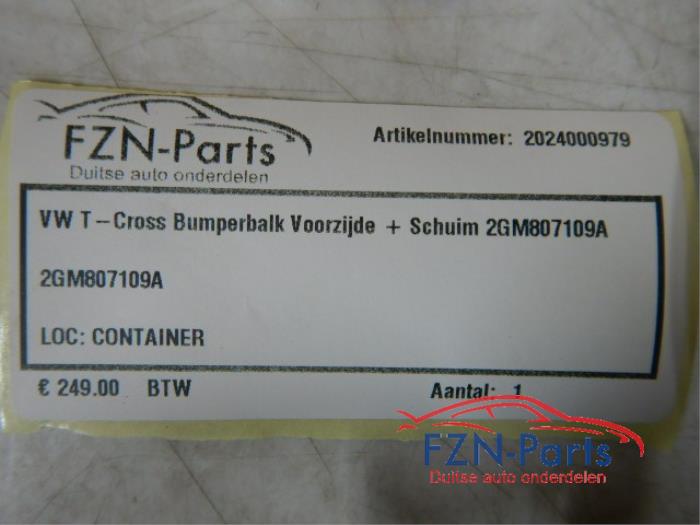 FZN-Parts
Duitse auto onderdelen
Artikelnummer: 2024000979
VW T-Cross Bumperbalk Voorzijde + Schuim 2GM807109A
2GM807109A
LOC: CONTAINER
€ 249.00 BTW
Aantal: 1
FZN-Parts
Duitse auto onderdelen